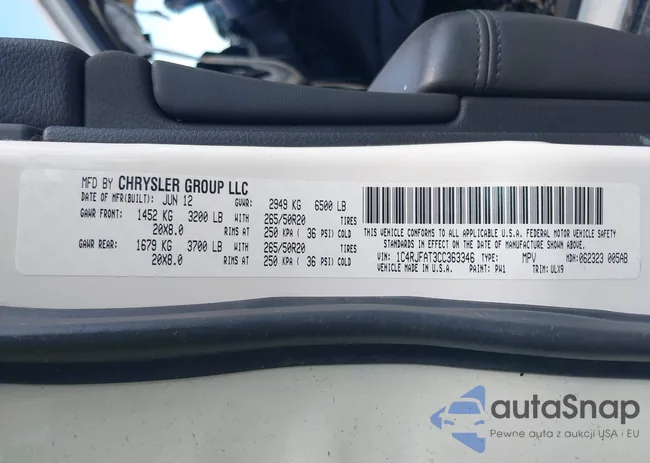 MFD BY CHRYSLER GROUP LLC
DATE OF MFR(BUILT): JUN 12 GVWR: 2949 KG 6500 LB
GAWR FRONT: 1452 KG 3200 LB WITH 265/50R20 TIRES
20X8.0 RIMS AT 250 KPA ( 36 PSI) COLD
GAWR REAR: 1679 KG 3700 LB WITH 265/50R20 TIRES
20X8.0 RIMS AT 250 KPA ( 36 PSI) COLD
THIS VEHICLE CONFORMS TO ALL APPLICABLE U.S.A. FEDERAL MOTOR VEHICLE SAFETY
STANDARDS IN EFFECT ON THE DATE OF MANUFACTURE SHOWN ABOVE.
VIN: 1C4RJFAT3CC363346 TYPE: MPV MDH: 062323 005AB
VEHICLE MADE IN U.S.A. PAINT: PW1 TRIM: ULX9
autaSnap
Pewne auta z aukcji USA i EU